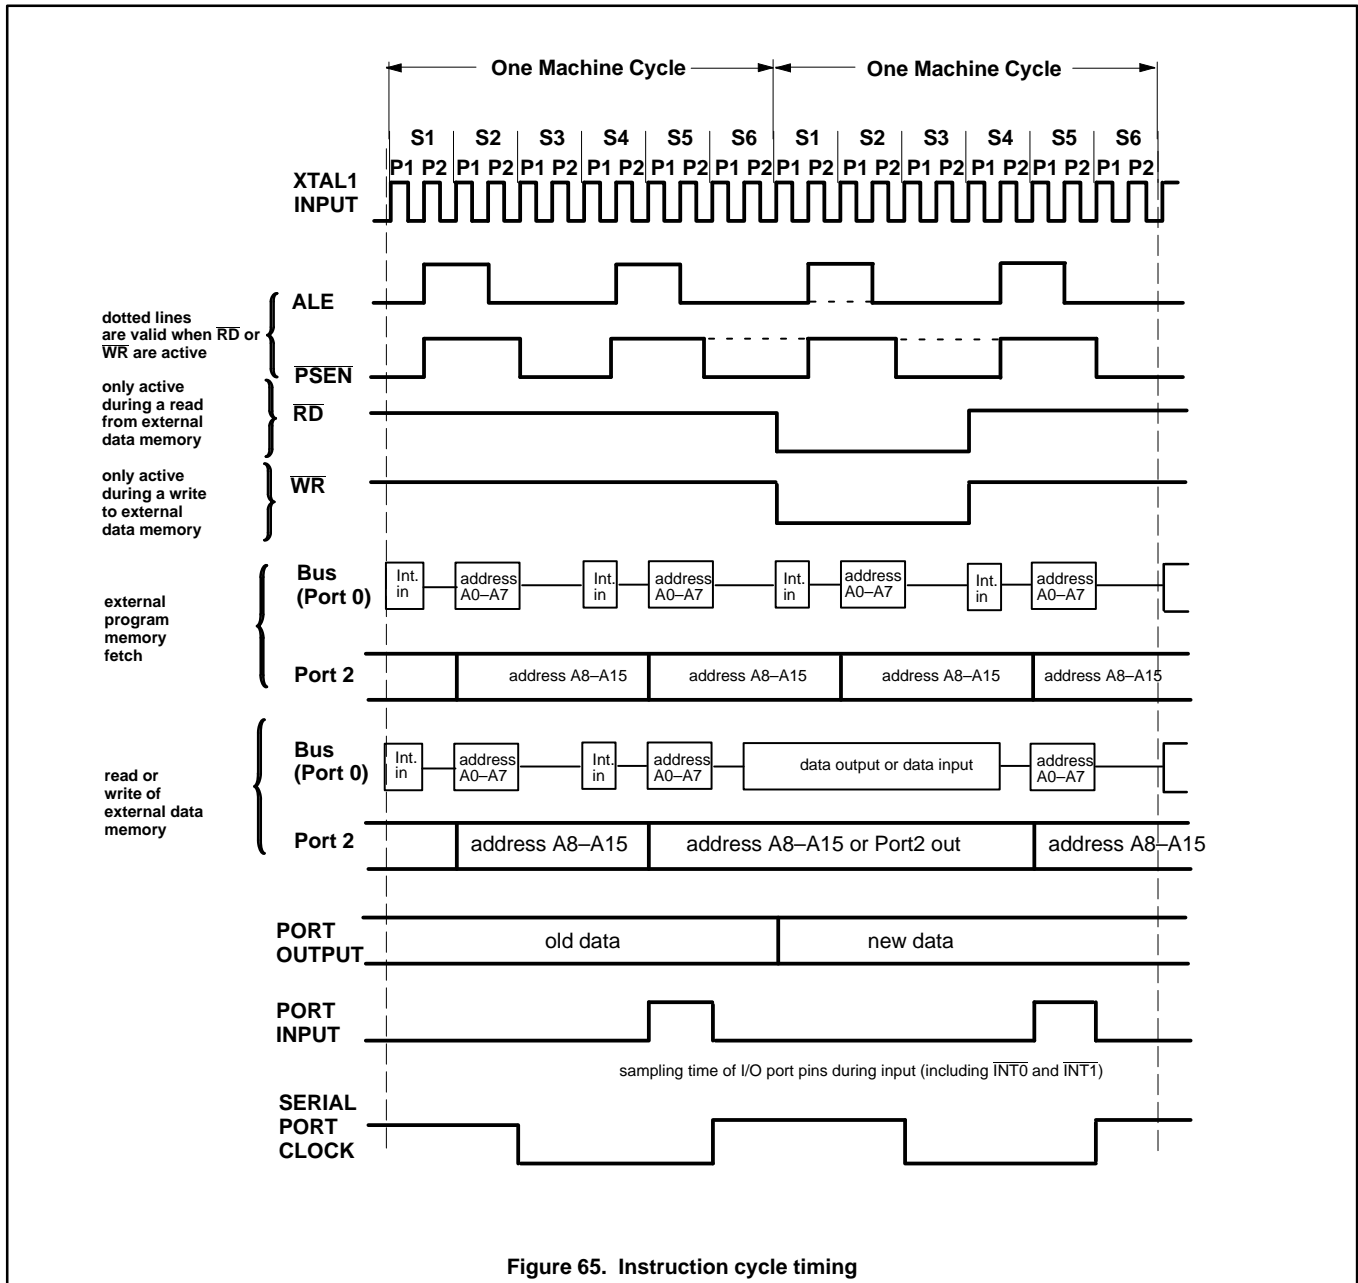 One Machine Cycle One Machine Cycle
S1 S2 S3 S4 S5 S6 S1 S2 S3 S4 S5 S6
P1 P2 P1 P2 P1 P2 P1 P2 P1 P2 P1 P2 P1 P2 P1 P2 P1 P2 P1 P2 P1 P2 P1 P2
XTAL1
INPUT
ALE
dotted lines
are valid when RD or
WR are active
PSEN
only active
during a read
from external
data memory
RD
only active
during a write
to external
data memory
WR
external
program
memory
fetch
Bus
(Port 0)
Int. address Int. address Int. address Int. address
in A0–A7 in A0–A7 in A0–A7 in A0–A7
Port 2 address A8–A15 address A8–A15 address A8–A15 address A8–A15
read or
write of
external data
memory
Bus
(Port 0)
Int. address Int. address data output or data input address
in A0–A7 in A0–A7 A0–A7
Port 2 address A8–A15 address A8–A15 or Port2 out address A8–A15
PORT
OUTPUT
old data new data
PORT
INPUT
sampling time of I/O port pins during input (including INT0 and INT1)
SERIAL
PORT
CLOCK
Figure 65. Instruction cycle timing